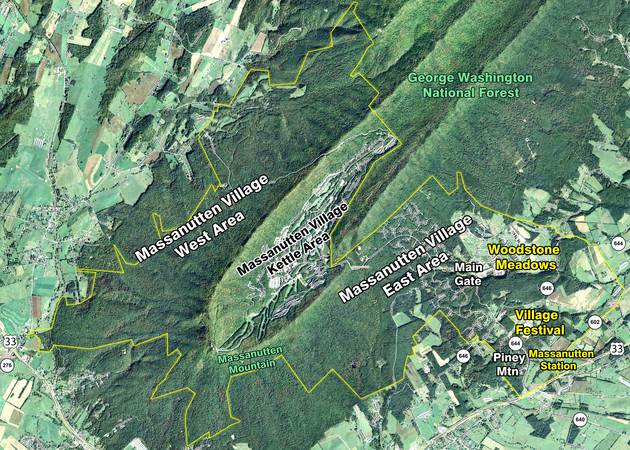 George Washington
National Forest
Massanutten Village
West Area
Massanutten Village
Kettle Area
Massanutten Village
East Area
Woodstone
Meadows
Main
Gate
644
646
602
Village
Festival
644
646
33
33
276
Piney
Mtn
Massanutten
Station
Massanutten
Mountain
640